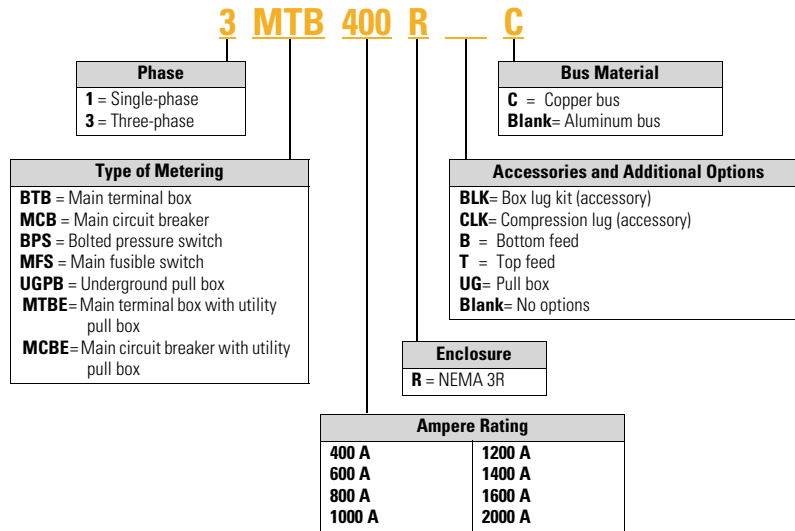 3 MTB 400 R __ C
Phase
1 = Single-phase
3 = Three-phase
Bus Material
C = Copper bus
Blank= Aluminum bus
Type of Metering
BTB = Main terminal box
MCB = Main circuit breaker
BPS = Bolted pressure switch
MFS = Main fusible switch
UGPB = Underground pull box
MTBE= Main terminal box with utility
pull box
MCBE= Main circuit breaker with utility
pull box
Accessories and Additional Options
BLK= Box lug kit (accessory)
CLK= Compression lug (accessory)
B = Bottom feed
T = Top feed
UG= Pull box
Blank= No options
Enclosure
R = NEMA 3R
Ampere Rating
400 A 1200 A
600 A 1400 A
800 A 1600 A
1000 A 2000 A